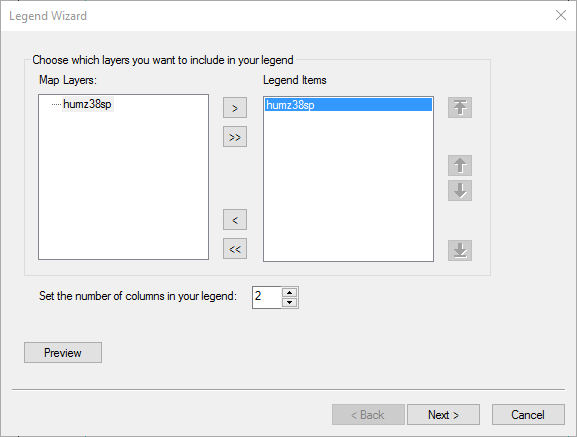 Legend Wizard
Choose which layers you want to include in your legend
Map Layers:
Legend Items
humz38sp
humz38sp
>
>>
<
<<
Set the number of columns in your legend:
2
Preview
< Back
Next >
Cancel